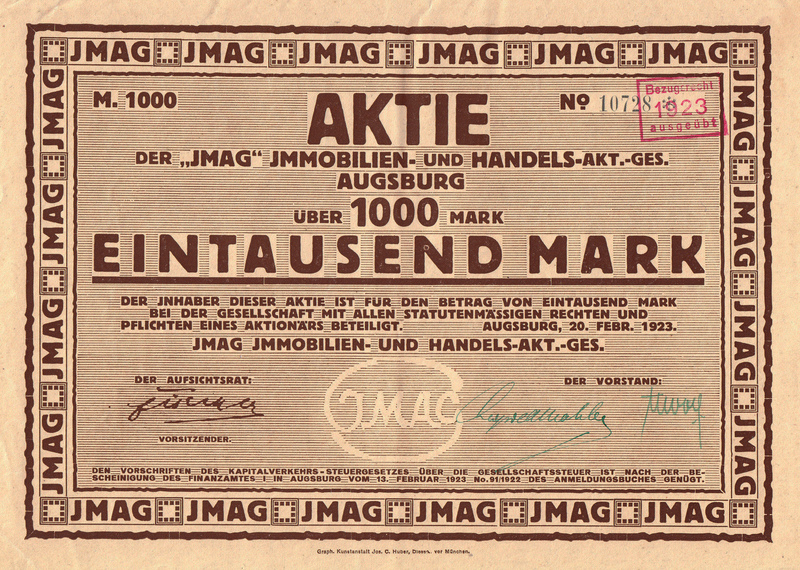 JMAG JMAG JMAG JMAG JMAG JMAG
M. 1000
AKTIE
No 10728 *
Bezugsrecht
1923
ausgeübt
DER „JMAG“ JMMOBILIEN- UND HANDELS-AKT.-GES.
AUGSBURG
ÜBER 1000 MARK
EINTAUSEND MARK
DER JNHABER DIESER AKTIE IST FÜR DEN BETRAG VON EINTAUSEND MARK
BEI DER GESELLSCHAFT MIT ALLEN STATUTENMÄSSIGEN RECHTEN UND
PFLICHTEN EINES AKTIONÄRS BETEILIGT. AUGSBURG, 20. FEBR. 1923.
JMAG JMMOBILIEN- UND HANDELS-AKT.-GES.
DER AUFSICHTSRAT:
DER VORSTAND:
JMAG
VORSITZENDER.
DEN VORSCHRIFTEN DES KAPITALVERKEHRS-STEUERGESETZES ÜBER DIE GESELLSCHAFTSSTEUER IST NACH DER BE-
SCHEINIGUNG DES FINANZAMTES I IN AUGSBURG VOM 13. FEBRUAR 1923 No. 91/1922 DES ANMELDUNGSBUCHES GENÜGT.
JMAG JMAG JMAG JMAG JMAG JMAG
JMAG JMAG JMAG JMAG
JMAG JMAG JMAG JMAG
Graph. Kunstanstalt Jos. C. Huber, Diessen vor München.